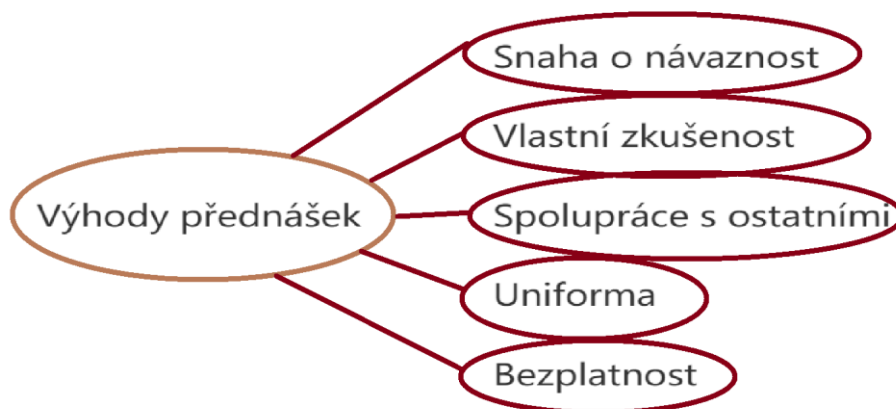 Výhody přednášek
Snaha o návaznost
Vlastní zkušenost
Spolupráce s ostatními
Uniforma
Bezplatnost